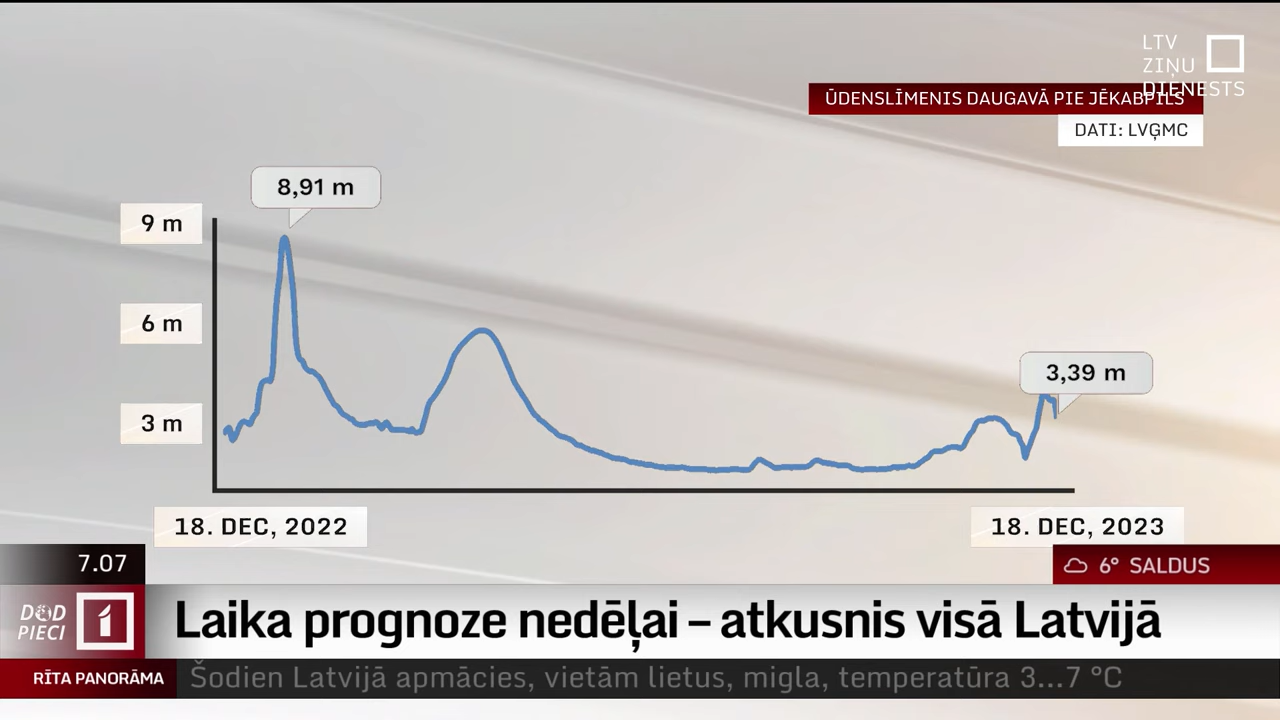 LTV
ZIŅU
DIENESTS
ŪDENSLĪMENIS DAUGAVĀ PIE JĒKABPILS
DATI: LVĢMC
8,91 m
9 m
6 m
3,39 m
3 m
18. DEC, 2022
18. DEC, 2023
7.07
6° SALDUS
DOD
PIECI
1
Laika prognoze nedēļai – atkusnis visā Latvijā
RĪTA PANORĀMA
Šodien Latvijā apmācies, vietām lietus, migla, temperatūra 3...7 °C